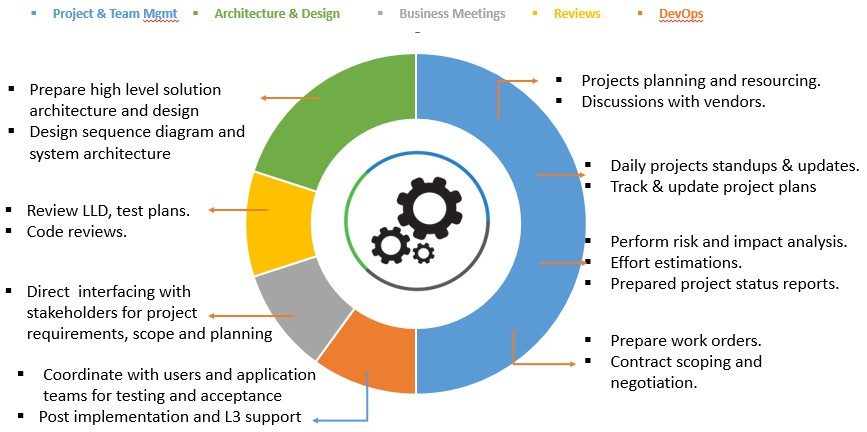 Project & Team Mgmt Architecture & Design Business Meetings Reviews DevOps
Prepare high level solution
architecture and design
Design sequence diagram and
system architecture
Review LLD, test plans.
Code reviews.
Direct interfacing with
stakeholders for project
requirements, scope and planning
Coordinate with users and application
teams for testing and acceptance
Post implementation and L3 support
Projects planning and resourcing.
Discussions with vendors.
Daily projects standups & updates.
Track & update project plans
Perform risk and impact analysis.
Effort estimations.
Prepared project status reports.
Prepare work orders.
Contract scoping and
negotiation.